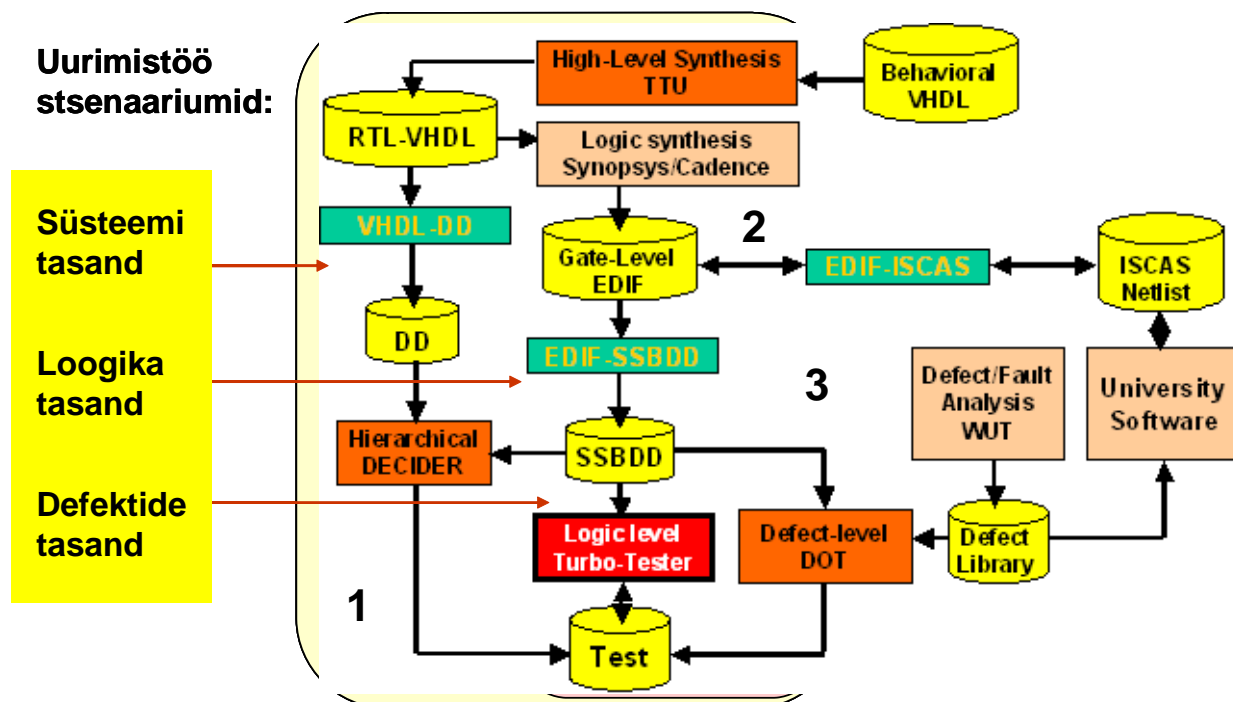 Uurimistöö
stsenaariumid:
High-Level Synthesis
TTU
Behavioral
VHDL
RTL-VHDL
Logic synthesis
Synopsys/Cadence
Süsteemi
tasand
VHDL-DD
2
Gate-Level
EDIF
EDIF-ISCAS
ISCAS
Netlist
DD
EDIF-SSBDD
Loogika
tasand
3
Defect/Fault
Analysis
WUT
University
Software
Hierarchical
DECIDER
SSBDD
Defektide
tasand
Logic level
Turbo-Tester
Defect-level
DOT
Defect
Library
1
Test